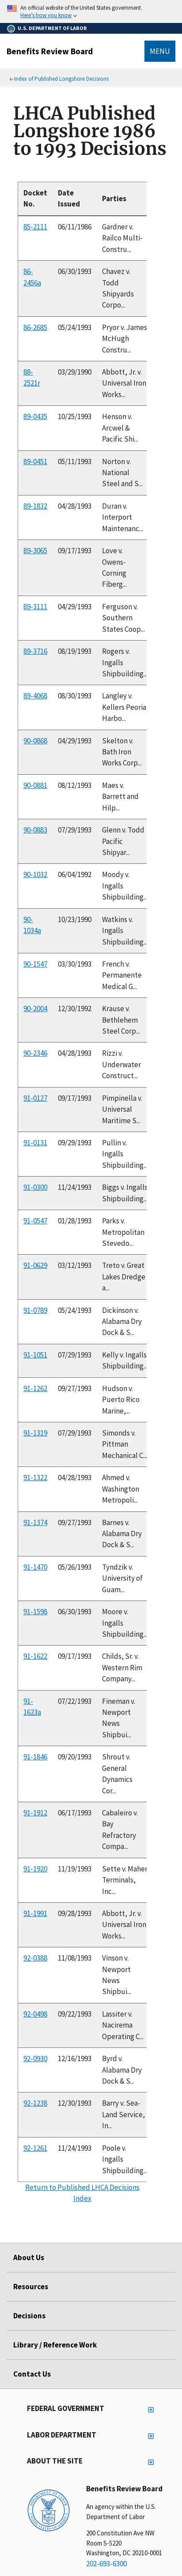 An official website of the United States government.
Here's how you know
U.S. DEPARTMENT OF LABOR
Benefits Review Board
MENU
Index of Published Longshore Decisions
LHCA Published
Longshore 1986
to 1993 Decisions
Docket No. Date Issued Parties
85-2111 06/11/1986 Gardner v. Railco Multi-Constru...
86-2456a 06/30/1993 Chavez v. Todd Shipyards Corpo...
86-2685 05/24/1993 Pryor v. James McHugh Constru...
88-2521r 03/29/1990 Abbott, Jr. v. Universal Iron Works...
89-0435 10/25/1993 Henson v. Arcwel & Pacific Shi...
89-0451 05/11/1993 Norton v. National Steel and S...
89-1832 04/28/1993 Duran v. Interport Maintenanc...
89-3065 09/17/1993 Love v. Owens-Corning Fiberg...
89-3111 04/29/1993 Ferguson v. Southern States Coop...
89-3716 08/19/1993 Rogers v. Ingalls Shipbuilding...
89-4068 08/30/1993 Langley v. Kellers Peoria Harbo...
90-0868 04/29/1993 Skelton v. Bath Iron Works Corp...
90-0881 08/12/1993 Maes v. Barrett and Hilp...
90-0883 07/29/1993 Glenn v. Todd Pacific Shipyar...
90-1032 06/04/1992 Moody v. Ingalls Shipbuilding...
90-1034a 10/23/1990 Watkins v. Ingalls Shipbuilding...
90-1547 03/30/1993 French v. Permanente Medical G...
90-2004 12/30/1992 Krause v. Bethlehem Steel Corp...
90-2346 04/28/1993 Rizzi v. Underwater Construct...
91-0127 09/17/1993 Pimpinella v. Universal Maritime S...
91-0131 09/29/1993 Pullin v. Ingalls Shipbuilding...
91-0300 11/24/1993 Biggs v. Ingalls Shipbuilding...
91-0547 01/28/1993 Parks v. Metropolitan Stevedo...
91-0629 03/12/1993 Treto v. Great Lakes Dredge a...
91-0789 05/24/1993 Dickinson v. Alabama Dry Dock & S...
91-1051 07/29/1993 Kelly v. Ingalls Shipbuilding...
91-1262 09/27/1993 Hudson v. Puerto Rico Marine,...
91-1319 07/29/1993 Simonds v. Pittman Mechanical C...
91-1322 04/28/1993 Ahmed v. Washington Metropoli...
91-1374 09/27/1993 Barnes v. Alabama Dry Dock & S...
91-1470 05/26/1993 Tyndzik v. University of Guam...
91-1598 06/30/1993 Moore v. Ingalls Shipbuilding...
91-1622 09/17/1993 Childs, Sr. v. Western Rim Company...
91-1623a 07/22/1993 Fineman v. Newport News Shipbui...
91-1846 09/20/1993 Shrout v. General Dynamics Cor...
91-1912 06/17/1993 Cabaleiro v. Bay Refractory Compa...
91-1920 11/19/1993 Sette v. Maher Terminals, Inc...
91-1991 09/28/1993 Abbott, Jr. v. Universal Iron Works...
92-0388 11/08/1993 Vinson v. Newport News Shipbui...
92-0498 09/22/1993 Lassiter v. Nacirema Operating C...
92-0930 12/16/1993 Byrd v. Alabama Dry Dock & S...
92-1238 12/30/1993 Barry v. Sea-Land Service, In...
92-1261 11/24/1993 Poole v. Ingalls Shipbuilding...
Return to Published LHCA Decisions
Index
About Us
Resources
Decisions
Library / Reference Work
Contact Us
FEDERAL GOVERNMENT
LABOR DEPARTMENT
ABOUT THE SITE
Benefits Review Board
An agency within the U.S.
Department of Labor
200 Constitution Ave NW
Room S-5220
Washington, DC 20210-0001
202-693-6300